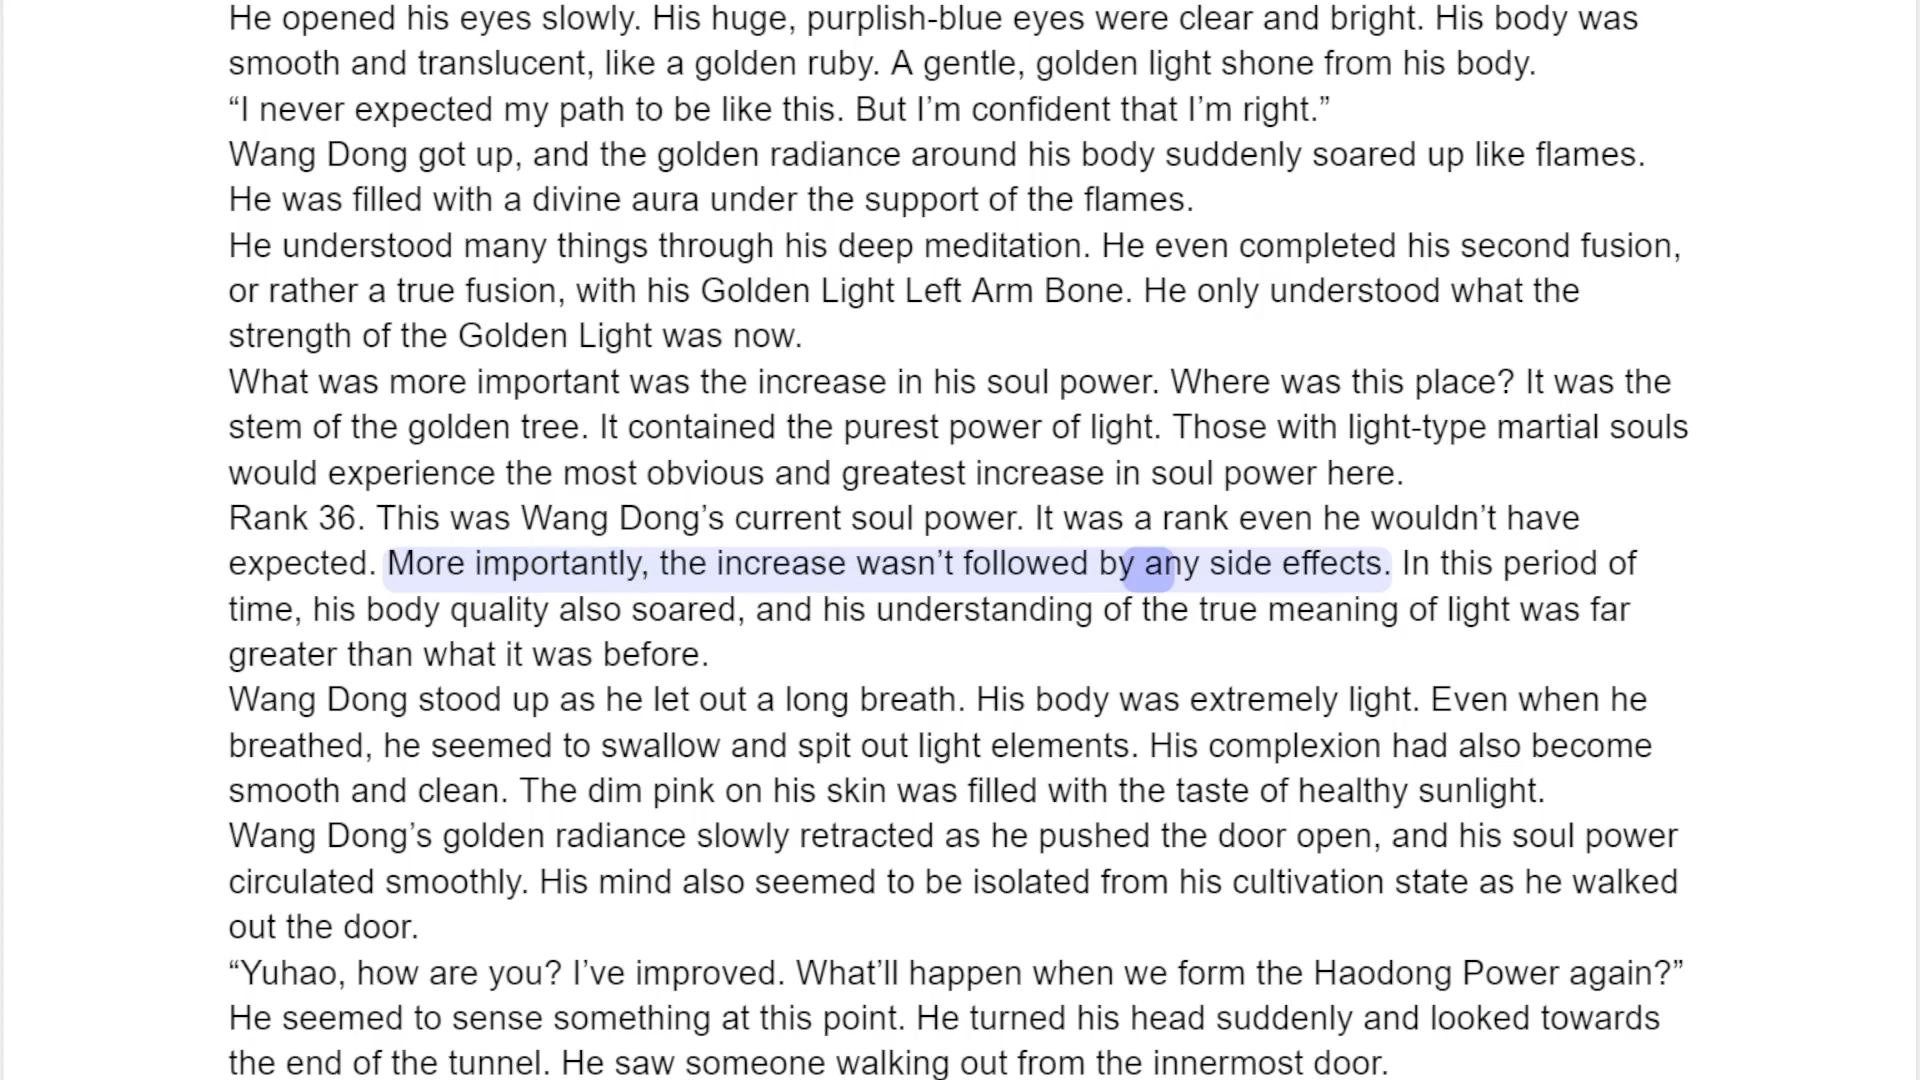 He opened his eyes slowly. His huge, purplish-blue eyes were clear and bright. His body was
smooth and translucent, like a golden ruby. A gentle, golden light shone from his body.
“I never expected my path to be like this. But I’m confident that I’m right.”
Wang Dong got up, and the golden radiance around his body suddenly soared up like flames.
He was filled with a divine aura under the support of the flames.
He understood many things through his deep meditation. He even completed his second fusion,
or rather a true fusion, with his Golden Light Left Arm Bone. He only understood what the
strength of the Golden Light was now.
What was more important was the increase in his soul power. Where was this place? It was the
stem of the golden tree. It contained the purest power of light. Those with light-type martial souls
would experience the most obvious and greatest increase in soul power here.
Rank 36. This was Wang Dong’s current soul power. It was a rank even he wouldn’t have
expected. More importantly, the increase wasn’t followed by any side effects. In this period of
time, his body quality also soared, and his understanding of the true meaning of light was far
greater than what it was before.
Wang Dong stood up as he let out a long breath. His body was extremely light. Even when he
breathed, he seemed to swallow and spit out light elements. His complexion had also become
smooth and clean. The dim pink on his skin was filled with the taste of healthy sunlight.
Wang Dong’s golden radiance slowly retracted as he pushed the door open, and his soul power
circulated smoothly. His mind also seemed to be isolated from his cultivation state as he walked
out the door.
“Yuhao, how are you? I’ve improved. What’ll happen when we form the Haodong Power again?”
He seemed to sense something at this point. He turned his head suddenly and looked towards
the end of the tunnel. He saw someone walking out from the innermost door.